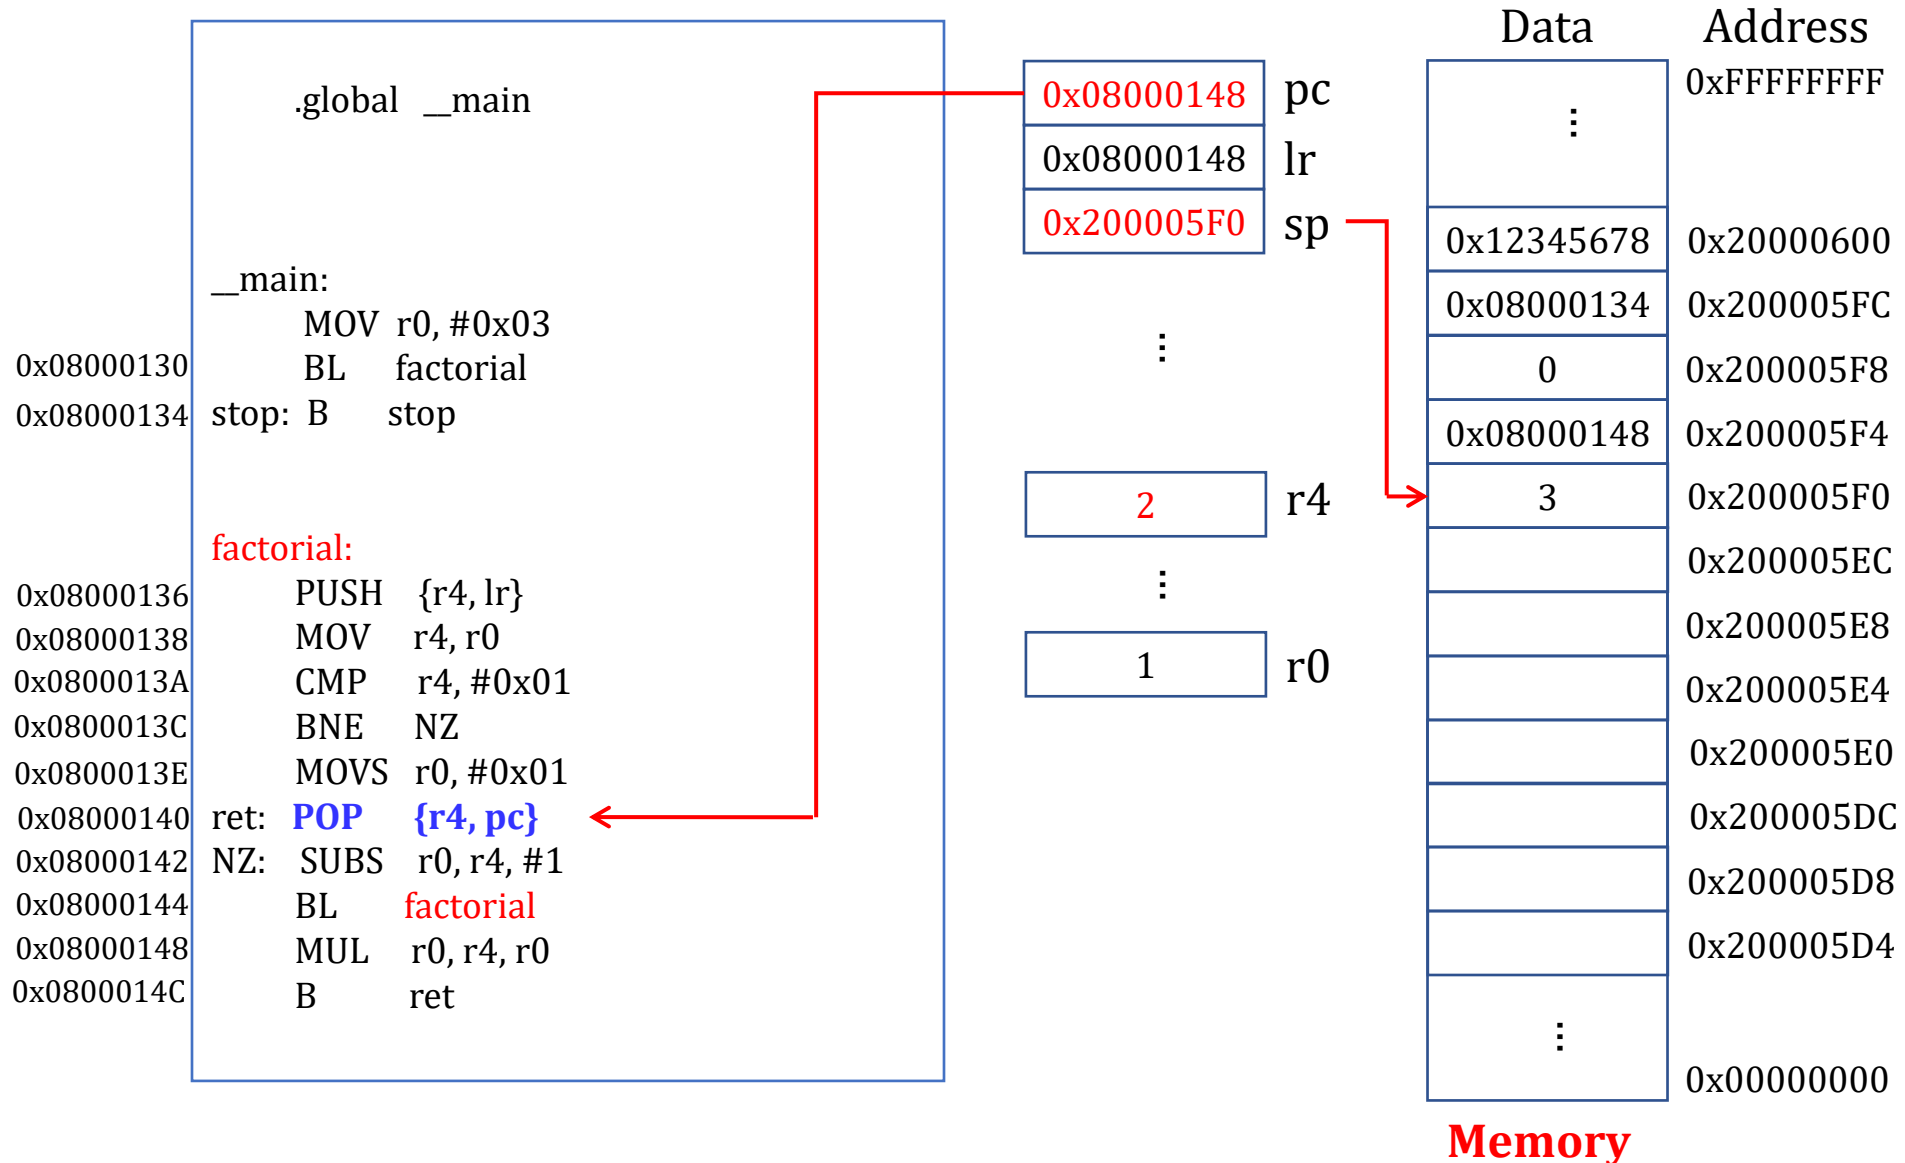 .global __main
__main:
MOV r0, #0x03
0x08000130 BL factorial
0x08000134 stop: B stop
factorial:
0x08000136 PUSH {r4, lr}
0x08000138 MOV r4, r0
0x0800013A CMP r4, #0x01
0x0800013C BNE NZ
0x0800013E MOVS r0, #0x01
0x08000140 ret: POP {r4, pc}
0x08000142 NZ: SUBS r0, r4, #1
0x08000144 BL factorial
0x08000148 MUL r0, r4, r0
0x0800014C B ret
0x08000148 pc
0x08000148 lr
0x200005F0 sp
...
2 r4
...
1 r0
Data Address
0xFFFFFFFF
...
0x12345678 0x20000600
0x08000134 0x200005FC
0 0x200005F8
0x08000148 0x200005F4
3 0x200005F0
0x200005EC
0x200005E8
0x200005E4
0x200005E0
0x200005DC
0x200005D8
0x200005D4
...
0x00000000
Memory